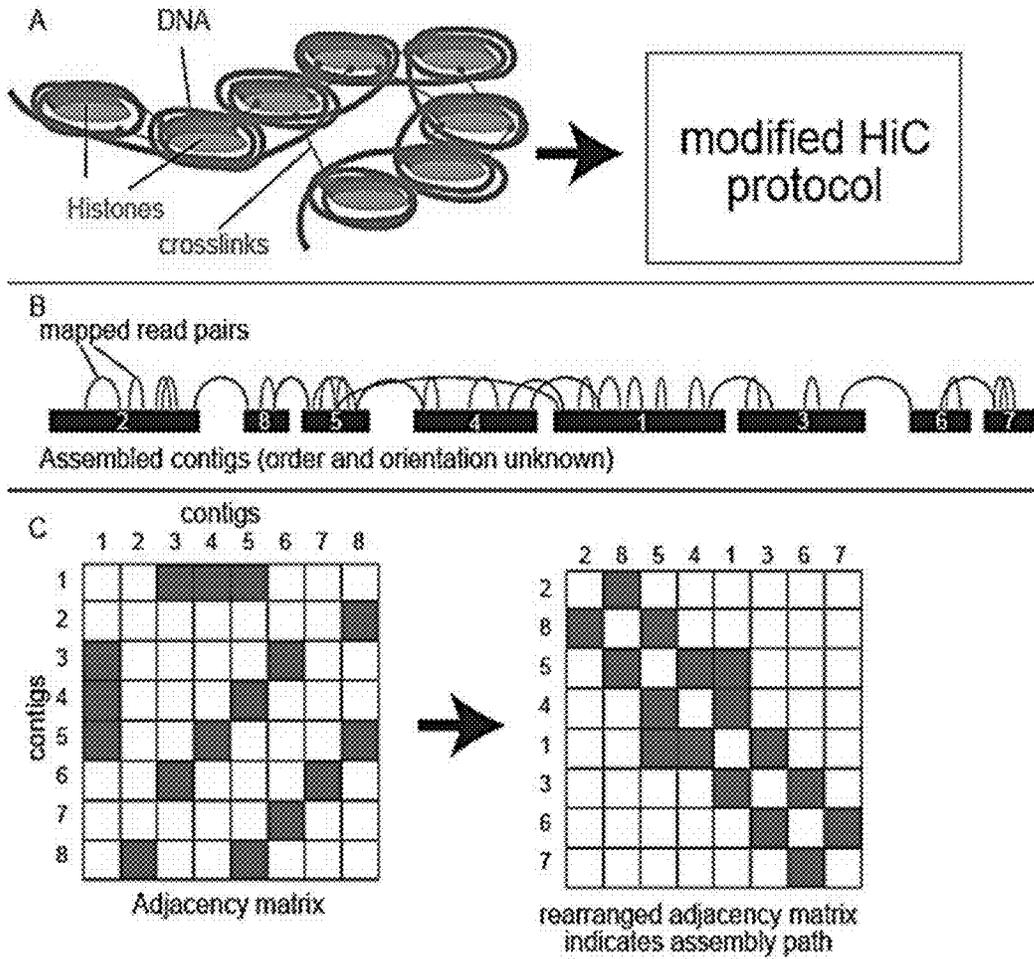 A
DNA
Histones
crosslinks
modified HiC
protocol
B
mapped read pairs
2 8 5 4 1 3 6 7
Assembled contigs (order and orientation unknown)
C
contigs
1 2 3 4 5 6 7 8
contigs
1
2
3
4
5
6
7
8
Adjacency matrix
2 8 5 4 1 3 6 7
2
8
5
4
1
3
6
7
rearranged adjacency matrix
indicates assembly path